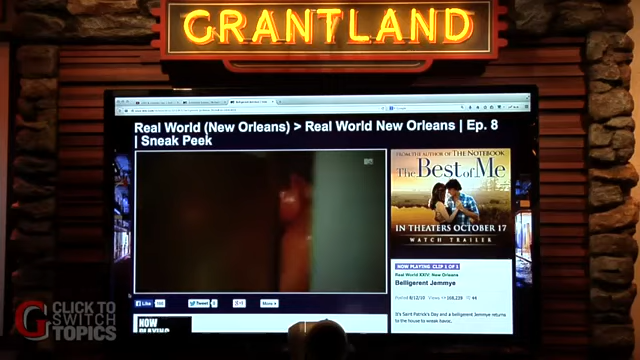 GRANTLAND
Real World (New Orleans) > Real World New Orleans | Ep. 8
| Sneak Peek
FROM THE AUTHOR OF THE NOTEBOOK
The Best of Me
IN THEATERS OCTOBER 17
WATCH TRAILER
NOW PLAYING CLIP 1 OF 1
Real World XXIV: New Orleans
Belligerent Jemmye
It's Saint Patrick's Day and a belligerent Jemmye returns
to the house to wreak havoc.
Like
Tweet
More
NOW
G CLICK TO
SWITCH
TOPICS